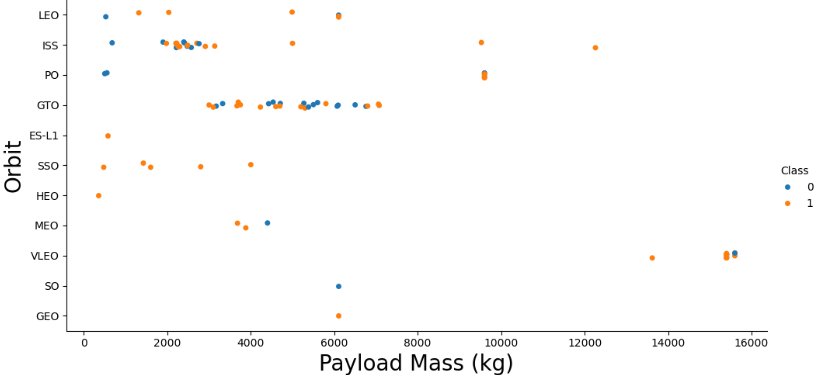 LEO
ISS
PO
GTO
ES-L1
SSO
HEO
MEO
VLEO
SO
GEO
Orbit
0 2000 4000 6000 8000 10000 12000 14000 16000
Payload Mass (kg)
Class
0
1